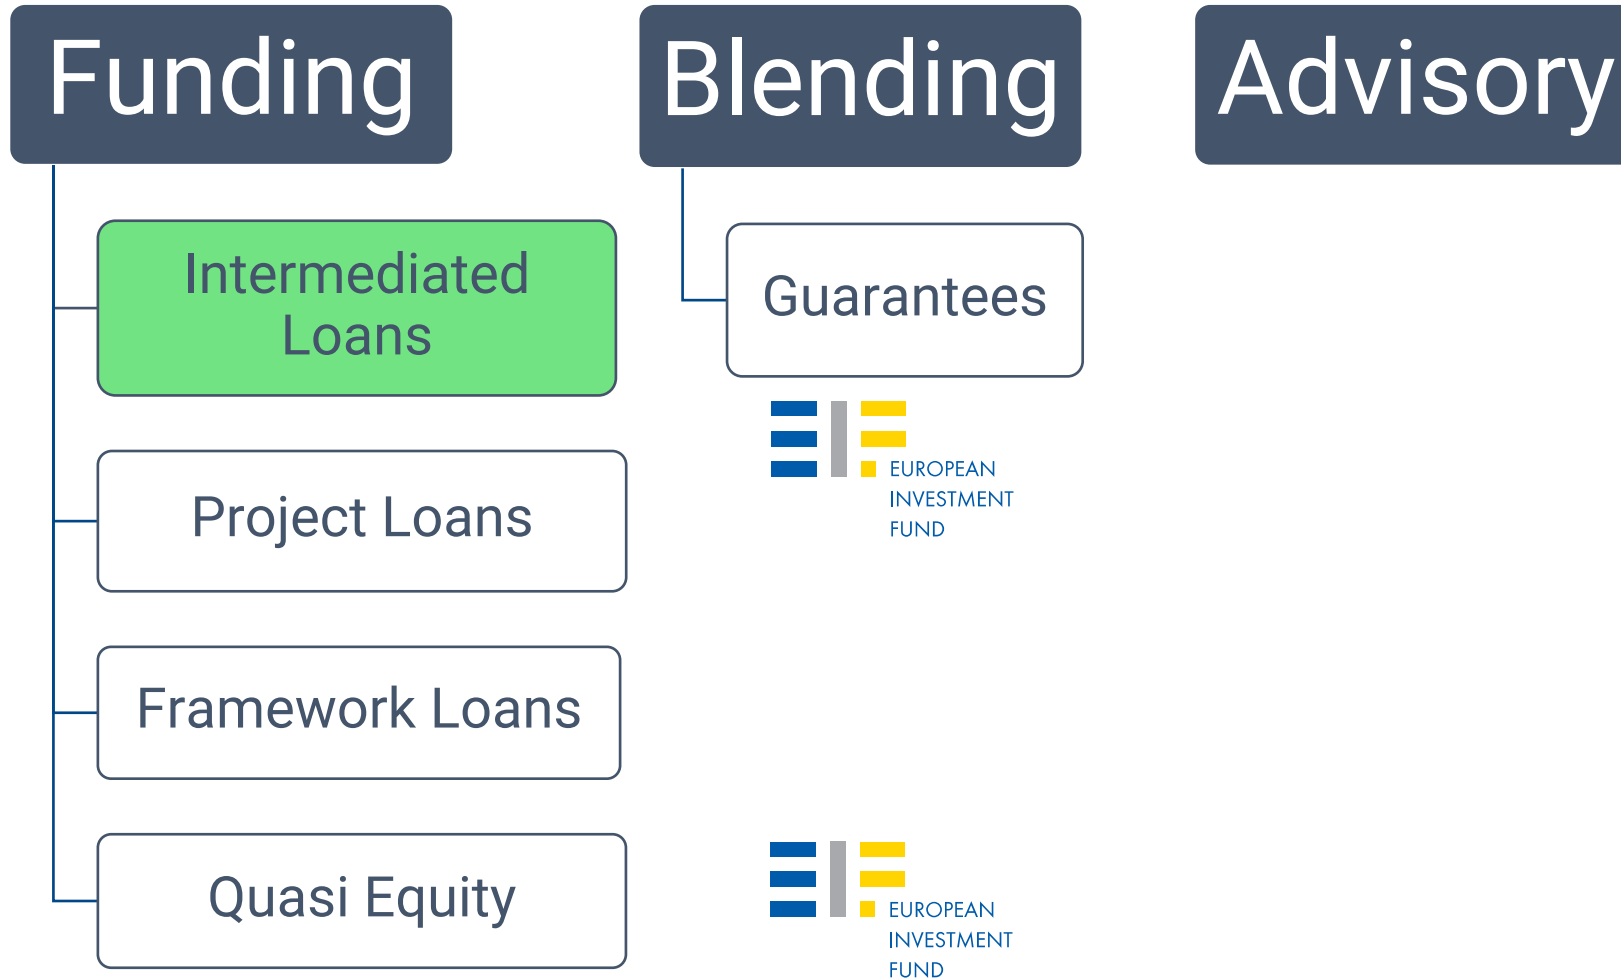 Funding
Intermediated
Loans
Project Loans
Framework Loans
Quasi Equity
Blending
Guarantees
EUROPEAN
INVESTMENT
FUND
EUROPEAN
INVESTMENT
FUND
Advisory